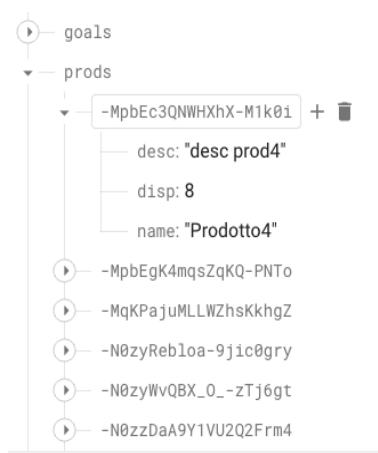 goals
prods
-MpbEc3QNWHXhX-M1k0i
desc: "desc prod4"
disp: 8
name: "Prodotto4"
-MpbEgK4mqsZqKQ-PNTo
-MqKPajuMLLWZhsKkhgZ
-N0zyRebloa-9jic0gry
-N0zyWvQBX_O_-zTj6gt
-N0zzDaA9Y1VU2Q2Frm4